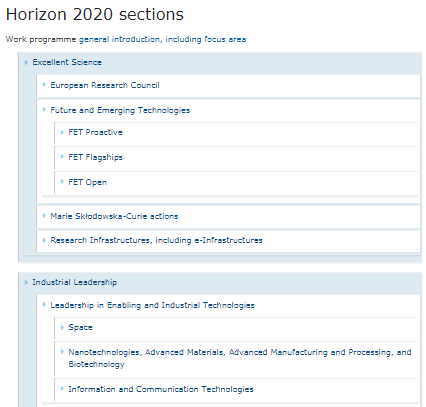 Horizon 2020 sections
Work programme general introduction, including focus area
Excellent Science
European Research Council
Future and Emerging Technologies
FET Proactive
FET Flagships
FET Open
Marie Skłodowska-Curie actions
Research Infrastructures, including e-Infrastructures
Industrial Leadership
Leadership in Enabling and Industrial Technologies
Space
Nanotechnologies, Advanced Materials, Advanced Manufacturing and Processing, and
Biotechnology
Information and Communication Technologies